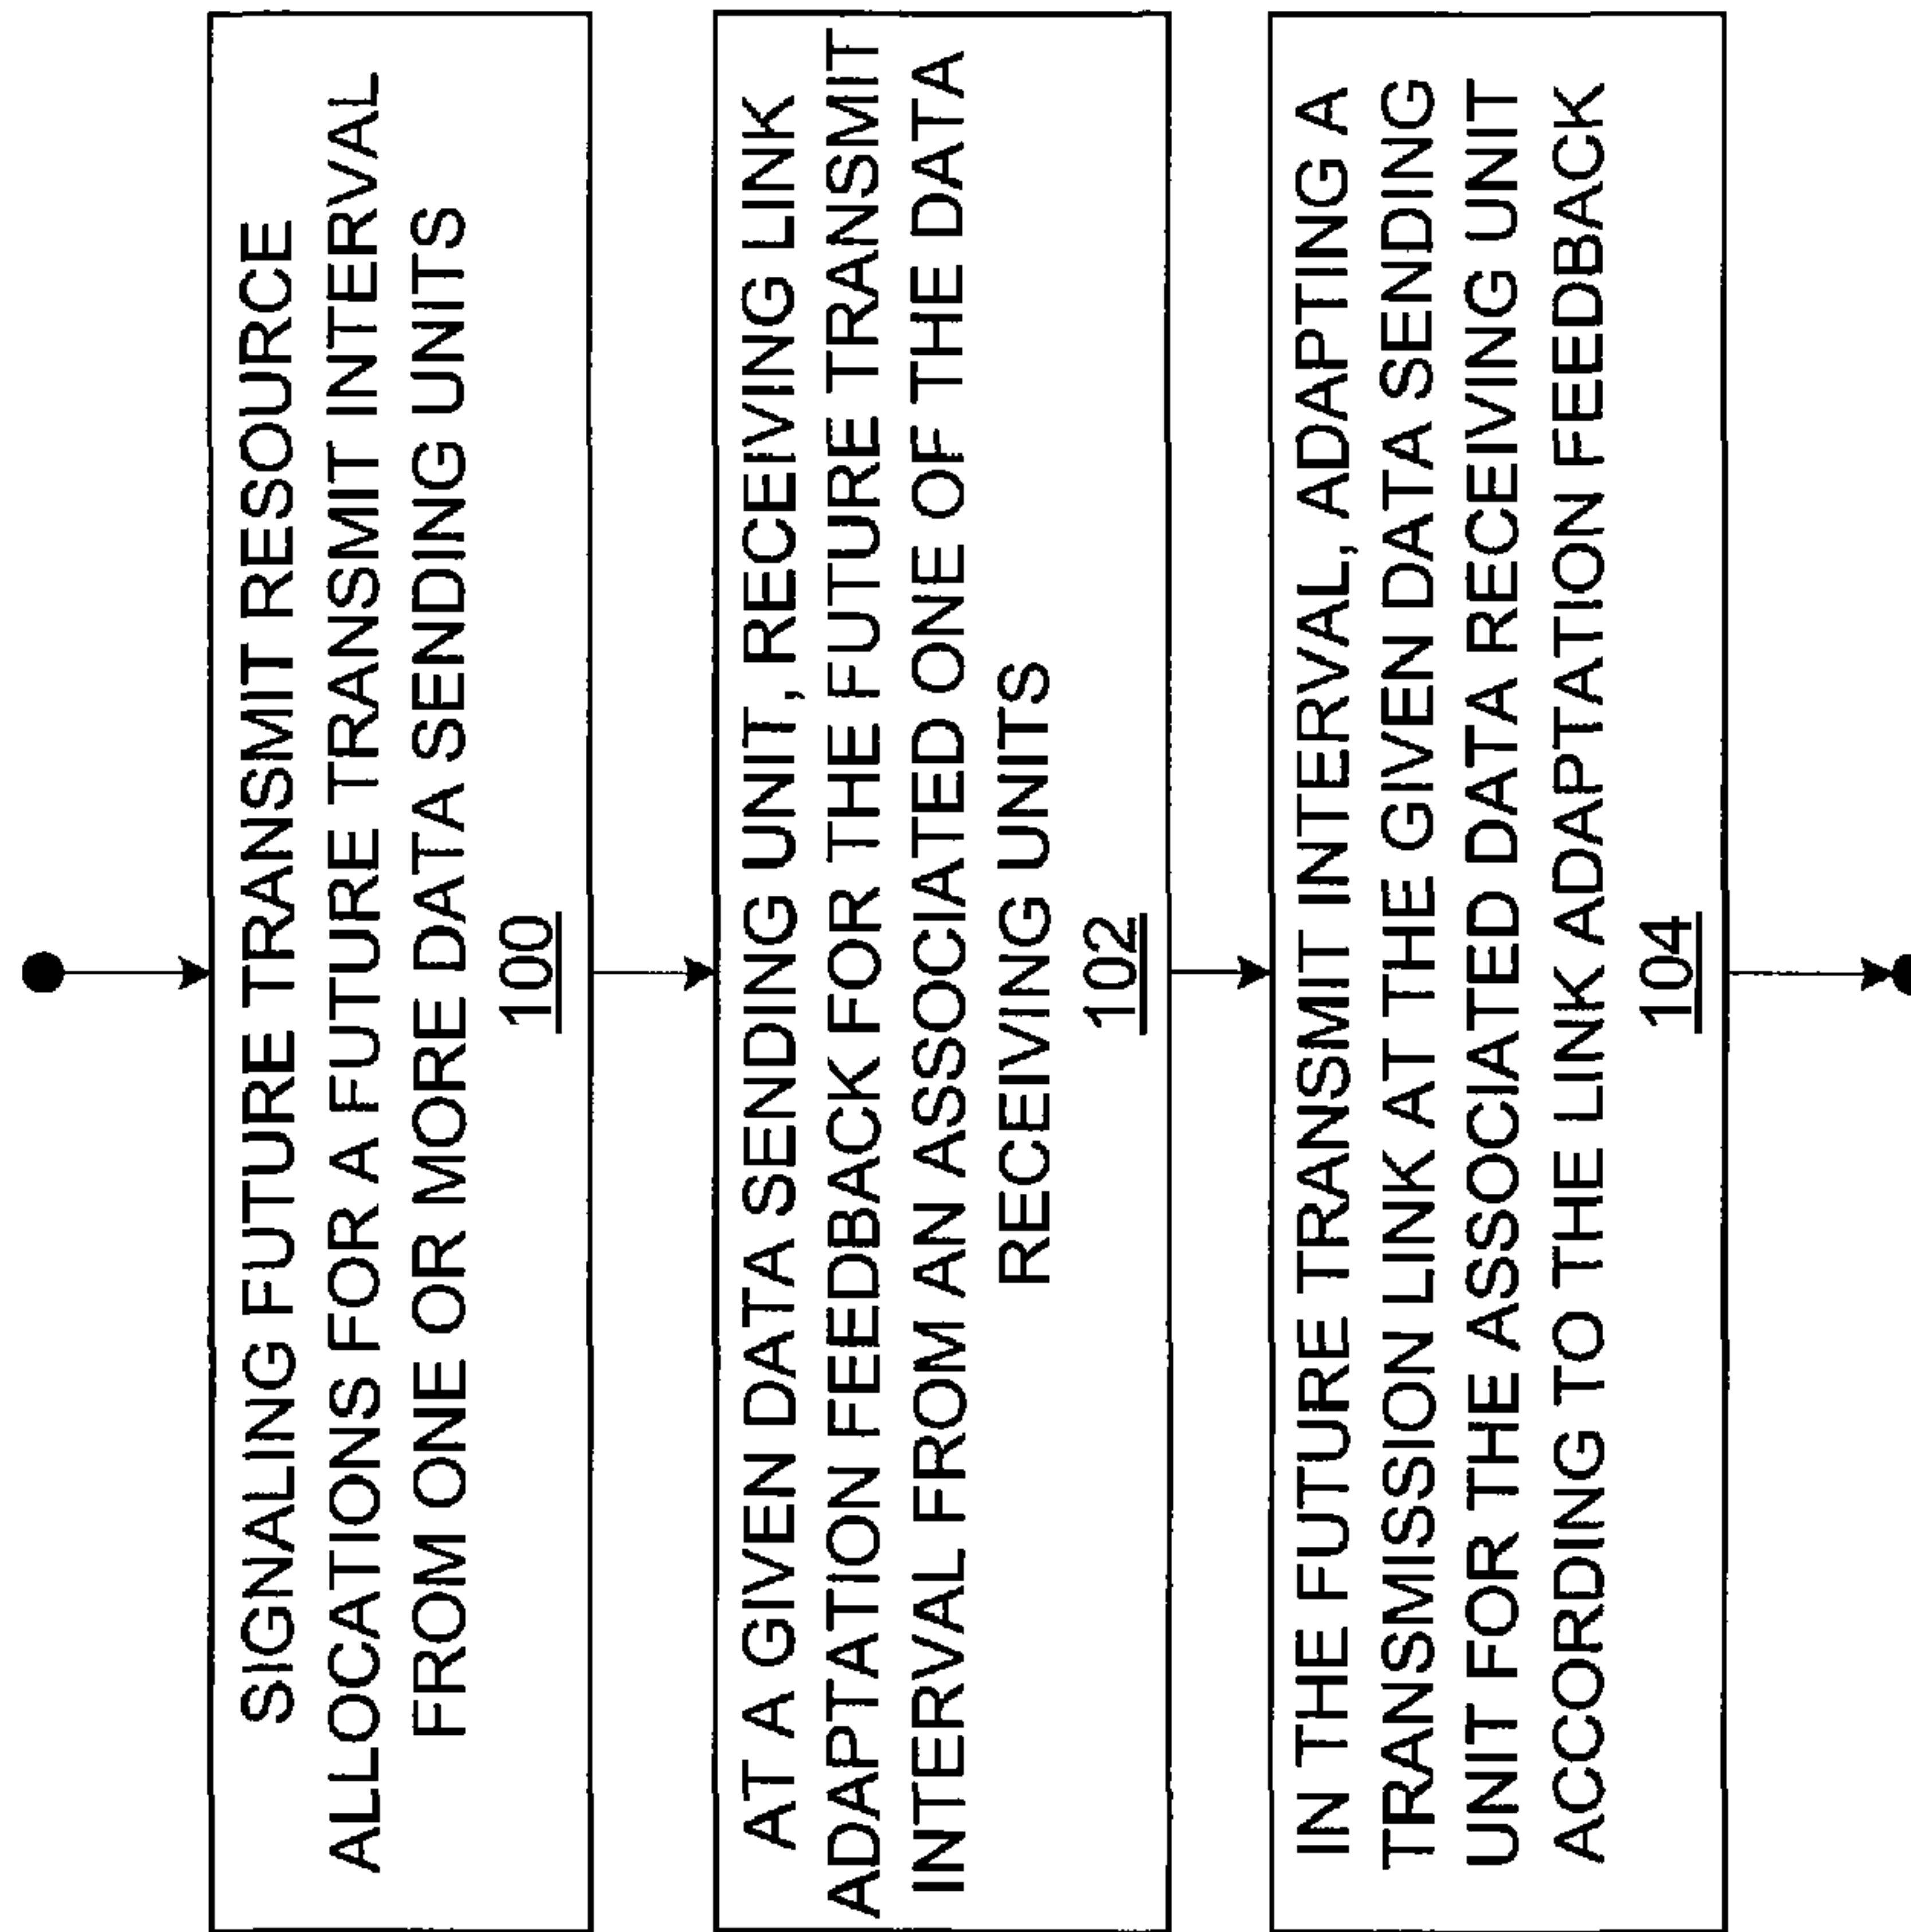 SIGNALING FUTURE TRANSMIT RESOURCE
ALLOCATIONS FOR A FUTURE TRANSMIT INTERVAL
FROM ONE OR MORE DATA SENDING UNITS
100
AT A GIVEN DATA SENDING UNIT, RECEIVING LINK
ADAPTATION FEEDBACK FOR THE FUTURE TRANSMIT
INTERVAL FROM AN ASSOCIATED ONE OF THE DATA
RECEIVING UNITS
102
IN THE FUTURE TRANSMIT INTERVAL, ADAPTING A
TRANSMISSION LINK AT THE GIVEN DATA SENDING
UNIT FOR THE ASSOCIATED DATA RECEIVING UNIT
ACCORDING TO THE LINK ADAPTATION FEEDBACK
104